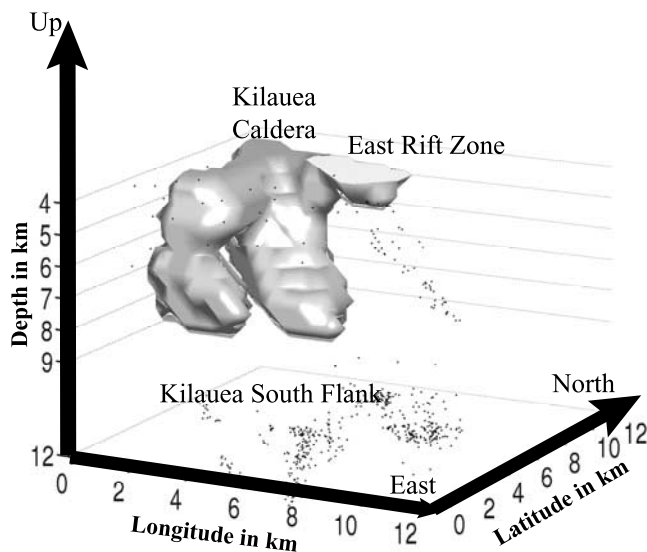 Up
Kilauea
Caldera
East Rift Zone
4
5
6
7
8
9
12
Depth in km
Kilauea South Flank
North
East
0 2 4 6 8 10 12
Longitude in km
0 2 4 6 8 10 12
Latitude in km